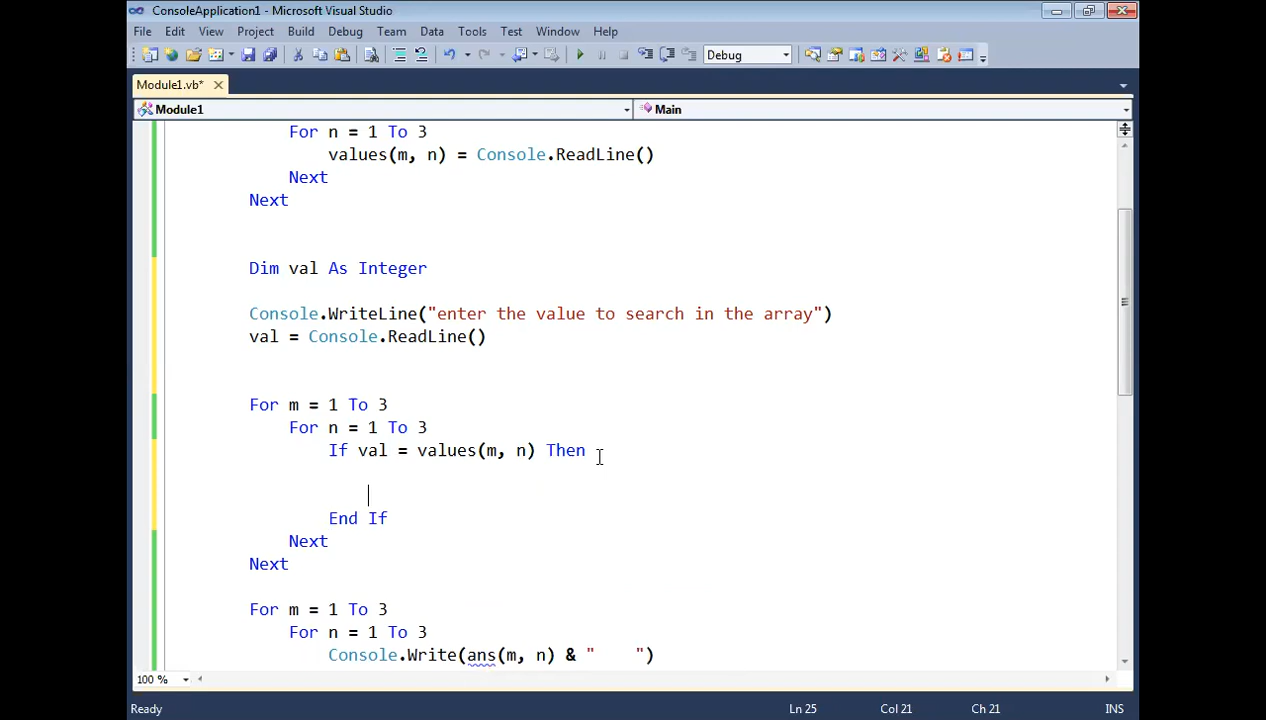 ConsoleApplication1 - Microsoft Visual Studio
File Edit View Project Build Debug Team Data Tools Test Window Help
Debug
Module1.vb*
Module1 Main
For n = 1 To 3
values(m, n) = Console.ReadLine()
Next
Next
Dim val As Integer
Console.WriteLine("enter the value to search in the array")
val = Console.ReadLine()
For m = 1 To 3
For n = 1 To 3
If val = values(m, n) Then
End If
Next
Next
For m = 1 To 3
For n = 1 To 3
Console.Write(ans(m, n) & "    ")
100 %
Ready Ln 25 Col 21 Ch 21 INS